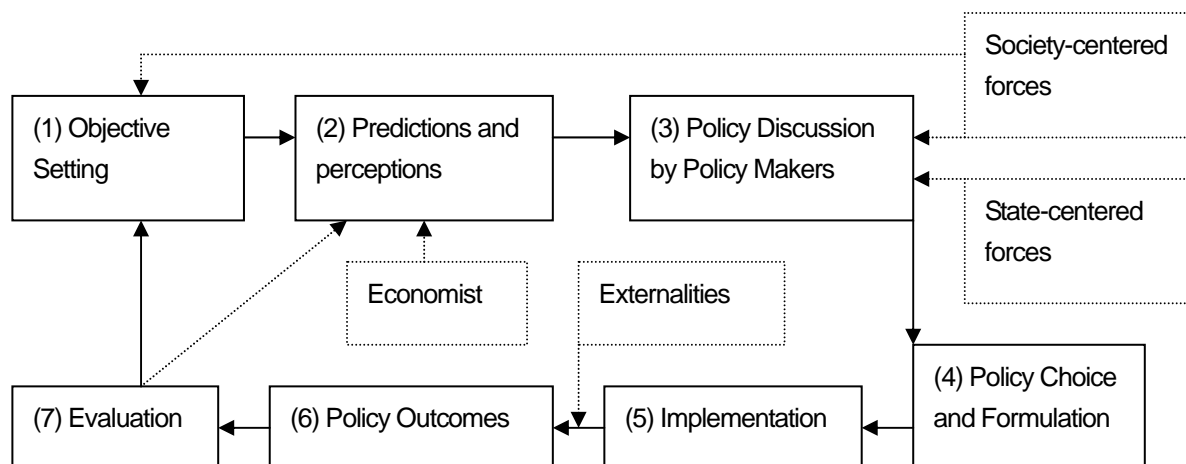 Society-centered
forces
(1) Objective
Setting
(2) Predictions and
perceptions
(3) Policy Discussion
by Policy Makers
State-centered
forces
Economist
Externalities
(4) Policy Choice
and Formulation
(5) Implementation
(6) Policy Outcomes
(7) Evaluation